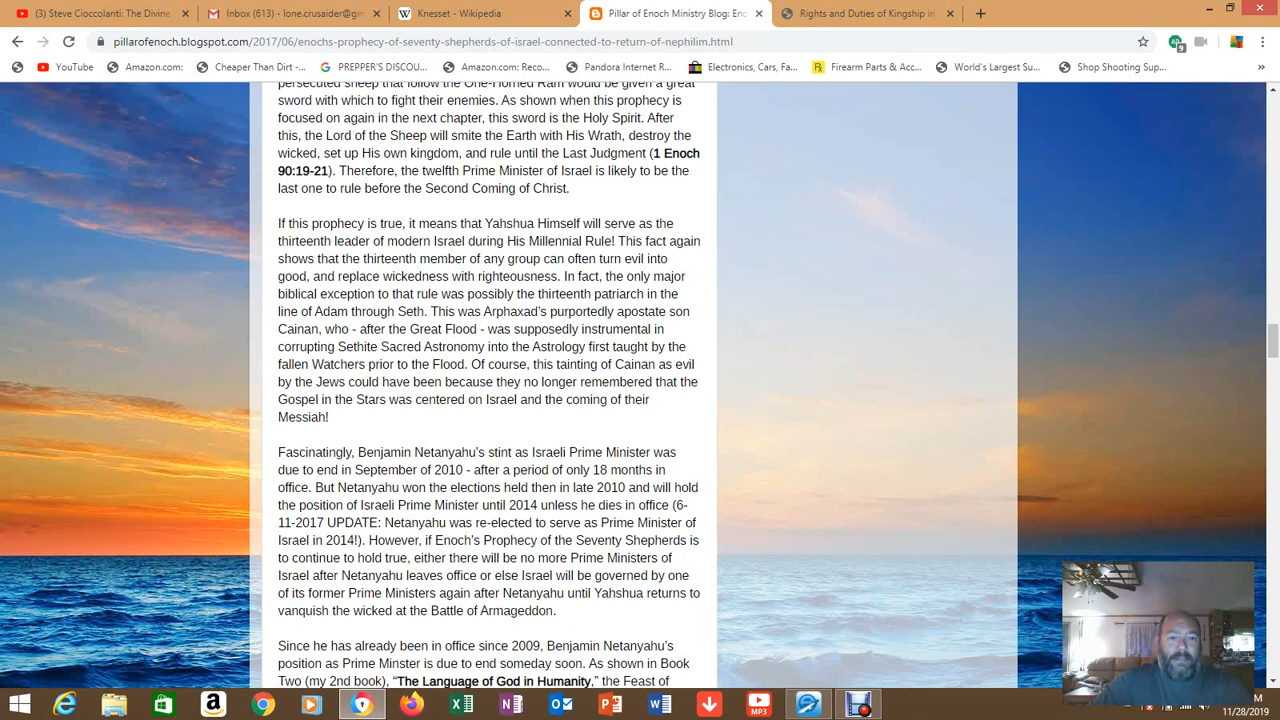 (3) Steve Cioccolanti: The Divine
Inbox (613) - lone.crusaider@gm
Knesset - Wikipedia
Pillar of Enoch Ministry Blog: Eno
Rights and Duties of Kingship in
pillarofenoch.blogspot.com/2017/06/enochs-prophecy-of-seventy-shepherds-of-israel-connected-to-return-of-nephilim.html
9
YouTube
Amazon.com:
Cheaper Than Dirt -...
PREPPER'S DISCOU...
Amazon.com: Reco...
Pandora Internet R...
Electronics, Cars, Fa...
Firearm Parts & Acc...
World's Largest Su...
Shop Shooting Sup...
»
persecuted sheep that follow the One-Horned Ram would be given a great
sword with which to fight their enemies. As shown when this prophecy is
focused on again in the next chapter, this sword is the Holy Spirit. After
this, the Lord of the Sheep will smite the Earth with His Wrath, destroy the
wicked, set up His own kingdom, and rule until the Last Judgment (1 Enoch
90:19-21). Therefore, the twelfth Prime Minister of Israel is likely to be the
last one to rule before the Second Coming of Christ.
If this prophecy is true, it means that Yahshua Himself will serve as the
thirteenth leader of modern Israel during His Millennial Rule! This fact again
shows that the thirteenth member of any group can often turn evil into
good, and replace wickedness with righteousness. In fact, the only major
biblical exception to that rule was possibly the thirteenth patriarch in the
line of Adam through Seth. This was Arphaxad's purportedly apostate son
Cainan, who - after the Great Flood - was supposedly instrumental in
corrupting Sethite Sacred Astronomy into the Astrology first taught by the
fallen Watchers prior to the Flood. Of course, this tainting of Cainan as evil
by the Jews could have been because they no longer remembered that the
Gospel in the Stars was centered on Israel and the coming of their
Messiah!
Fascinatingly, Benjamin Netanyahu's stint as Israeli Prime Minister was
due to end in September of 2010 - after a period of only 18 months in
office. But Netanyahu won the elections held then in late 2010 and will hold
the position of Israeli Prime Minister until 2014 unless he dies in office (6-
11-2017 UPDATE: Netanyahu was re-elected to serve as Prime Minister of
Israel in 2014!). However, if Enoch's Prophecy of the Seventy Shepherds is
to continue to hold true, either there will be no more Prime Ministers of
Israel after Netanyahu leaves office or else Israel will be governed by one
of its former Prime Ministers again after Netanyahu until Yahshua returns to
vanquish the wicked at the Battle of Armageddon.
Since he has already been in office since 2009, Benjamin Netanyahu's
position as Prime Minster is due to end someday soon. As shown in Book
Two (my 2nd book), “The Language of God in Humanity,” the Feast of
MP3
11/28/2019